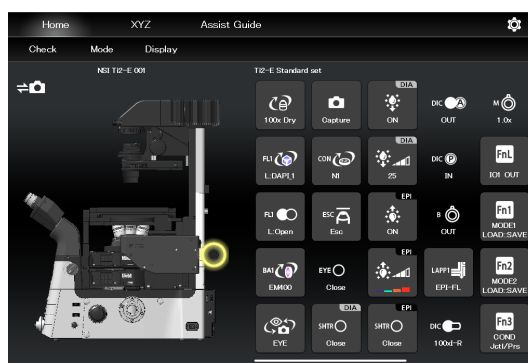 Home XYZ Assist Guide
Check Mode Display
NSI Ti2-E 001
Ti2-E Standard set
100x Dry
Capture
DIA
ON
DIC A
OUT
M
1.0x
FL1
L:DAPI_1
CON
N1
DIA
25
DIC P
IN
FnL
IO1 OUT
FL1
L:Open
ESC
Esc
EPI
ON
B
OUT
Fn1
MODE1
LOAD:SAVE
BA1
EM400
EYE
Close
EPI
LAPP1
EPI-FL
Fn2
MODE2
LOAD:SAVE
EYE
DIA
SHTR
Close
EPI
SHTR
Close
DIC
100xI-R
Fn3
COND
Jctl/Prs